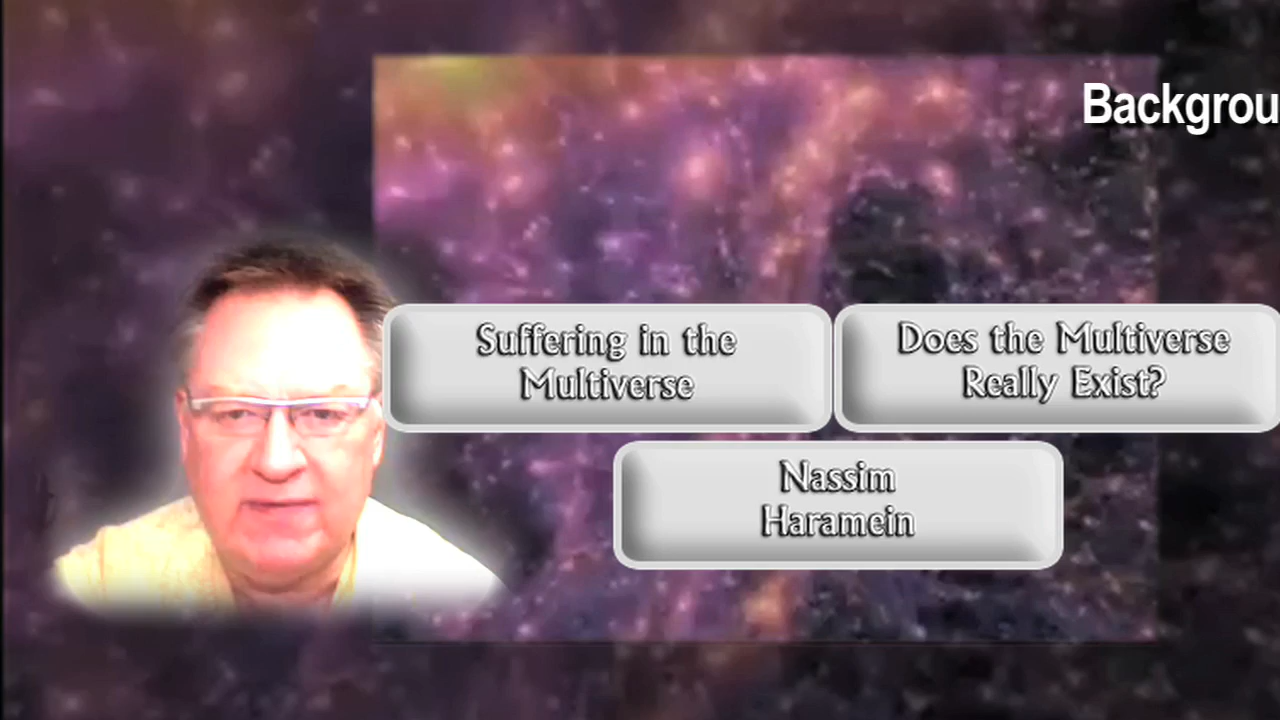 Backgrou
Suffering in the
Multiverse
Does the Multiverse
Really Exist?
Nassim
Haramein